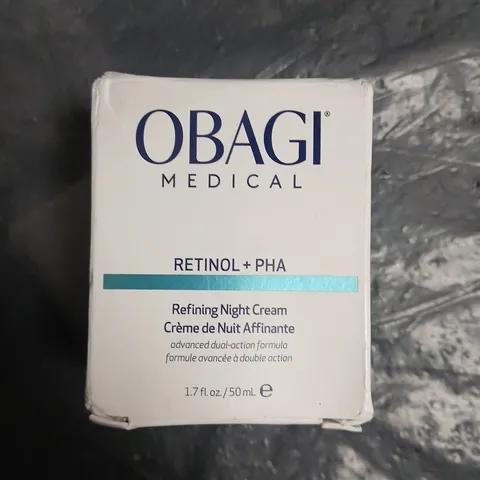 OBAGI®
MEDICAL
RETINOL + PHA
Refining Night Cream
Crème de Nuit Affinante
advanced dual-action formula
formule avancée à double action
1.7 fl. oz. / 50 mL ℮